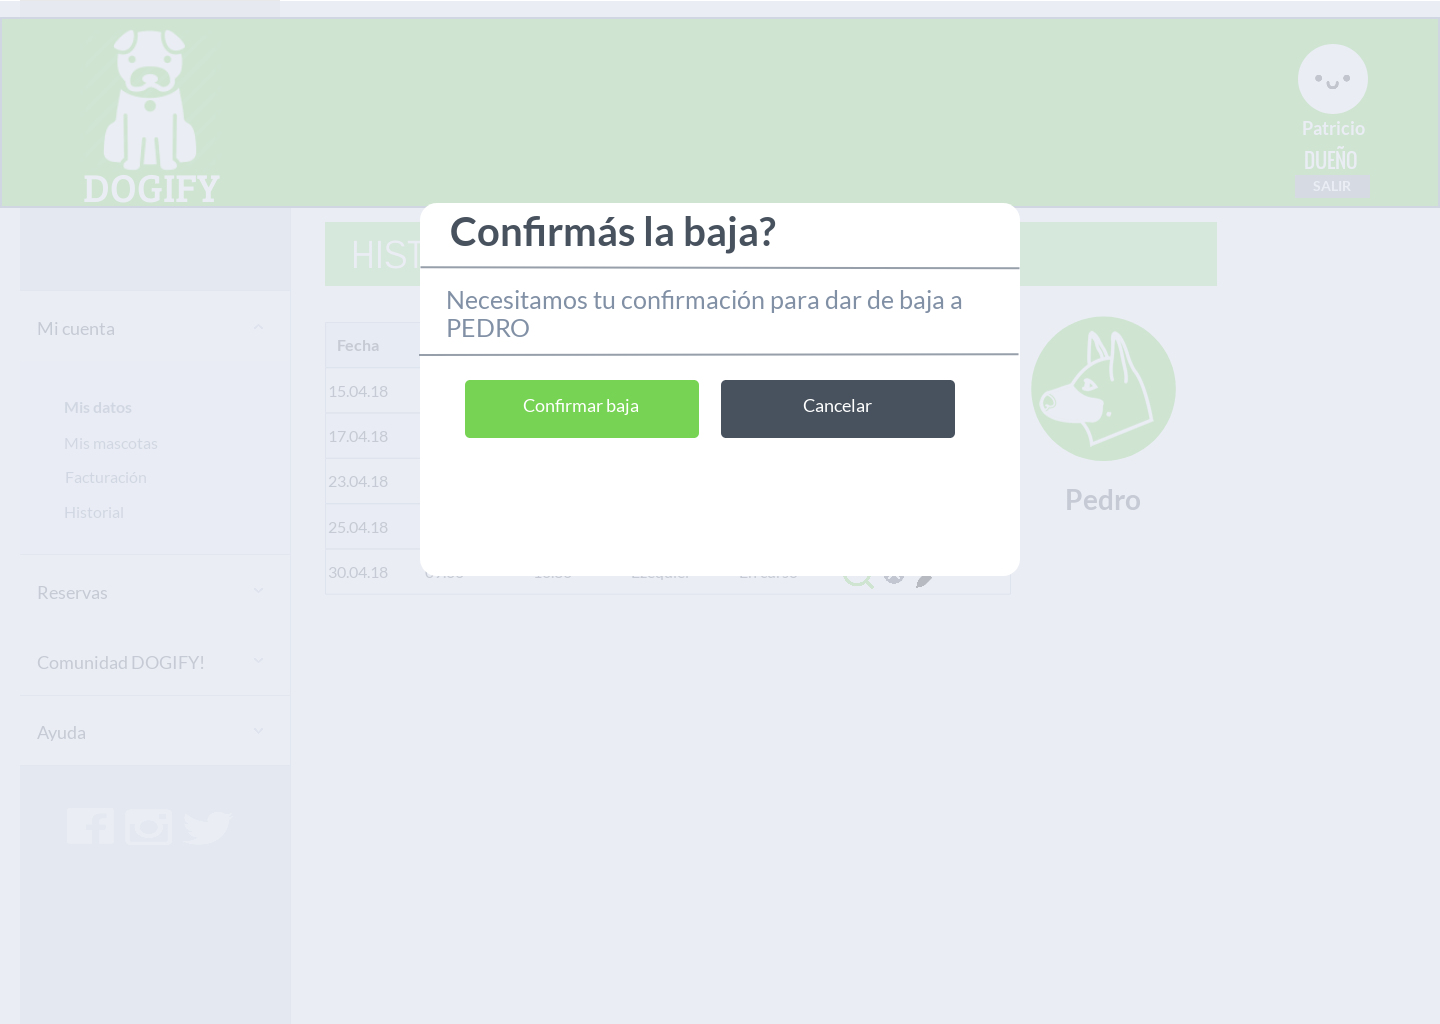 DOGIFY
Patricio
DUEÑO
SALIR
Confirmás la baja?
Necesitamos tu confirmación para dar de baja a
PEDRO
Confirmar baja
Cancelar
Mi cuenta
Mis datos
Mis mascotas
Facturación
Historial
Reservas
Comunidad DOGIFY!
Ayuda
Fecha
15.04.18
17.04.18
23.04.18
25.04.18
30.04.18
Pedro